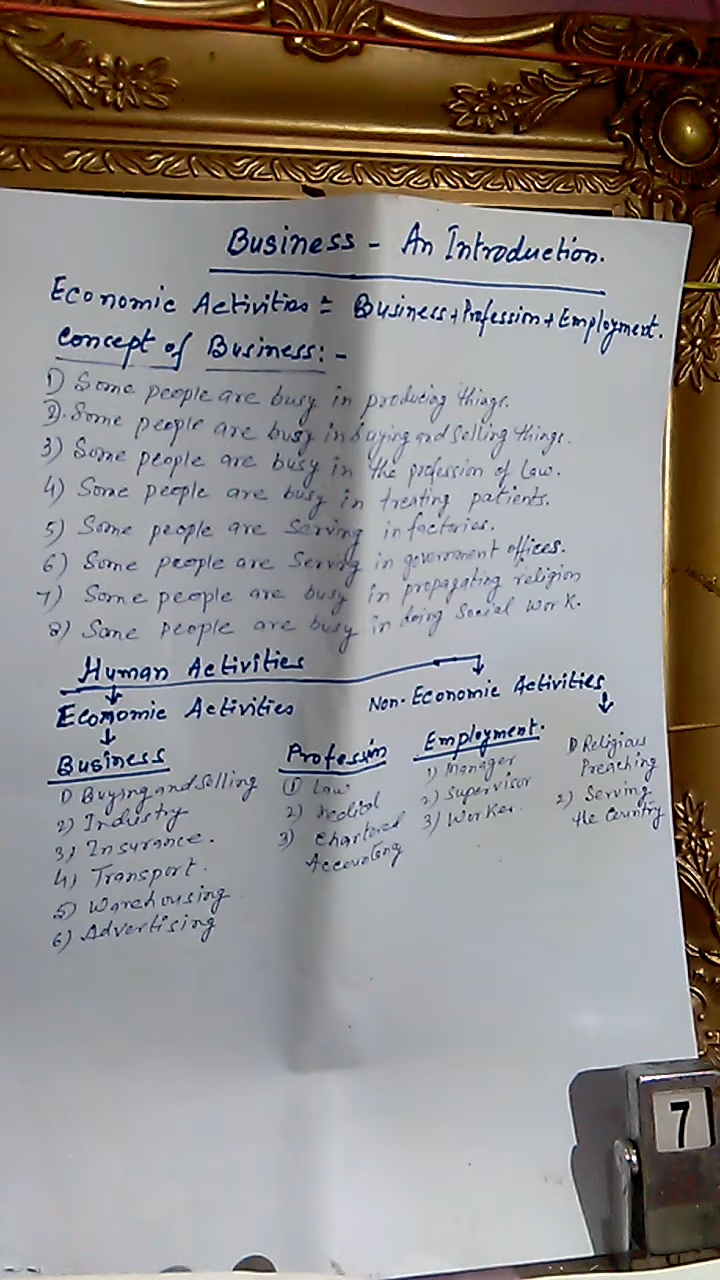 Business - An Introduction.
Economic Activities = Business + Profession + Employment.
Concept of Business: -
1) Some people are busy in producing things.
2). Some people are busy in buying and selling things.
3) Some people are busy in the profession of law.
4) Some people are busy in treating patients.
5) Some people are serving in factories.
6) Some people are serving in government offices.
7) Some people are busy in propagating religion
8) Some people are busy in doing social work.
Human Activities
Economic Activities
Non-Economic Activities
Business
1) Buying and selling
2) Industry
3) Insurance.
4) Transport.
5) Warehousing
6) Advertising
Profession
1) Law
2) Medical
3) Chartered
Accounting
Employment.
1) Manager
2) Supervisor
3) Worker.
1) Religious
Preaching
2) Serving
the Country
7